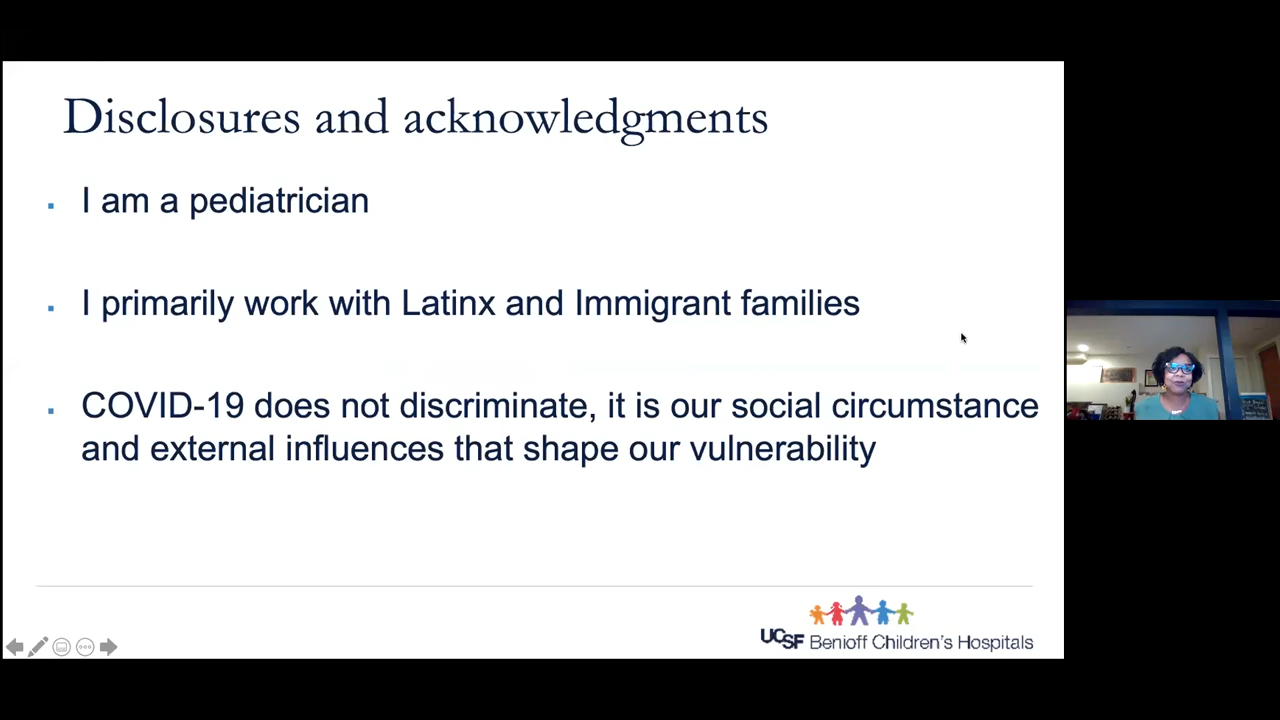 Disclosures and acknowledgments
I am a pediatrician
I primarily work with Latinx and Immigrant families
COVID-19 does not discriminate, it is our social circumstance
and external influences that shape our vulnerability
UCSF Benioff Children's Hospitals